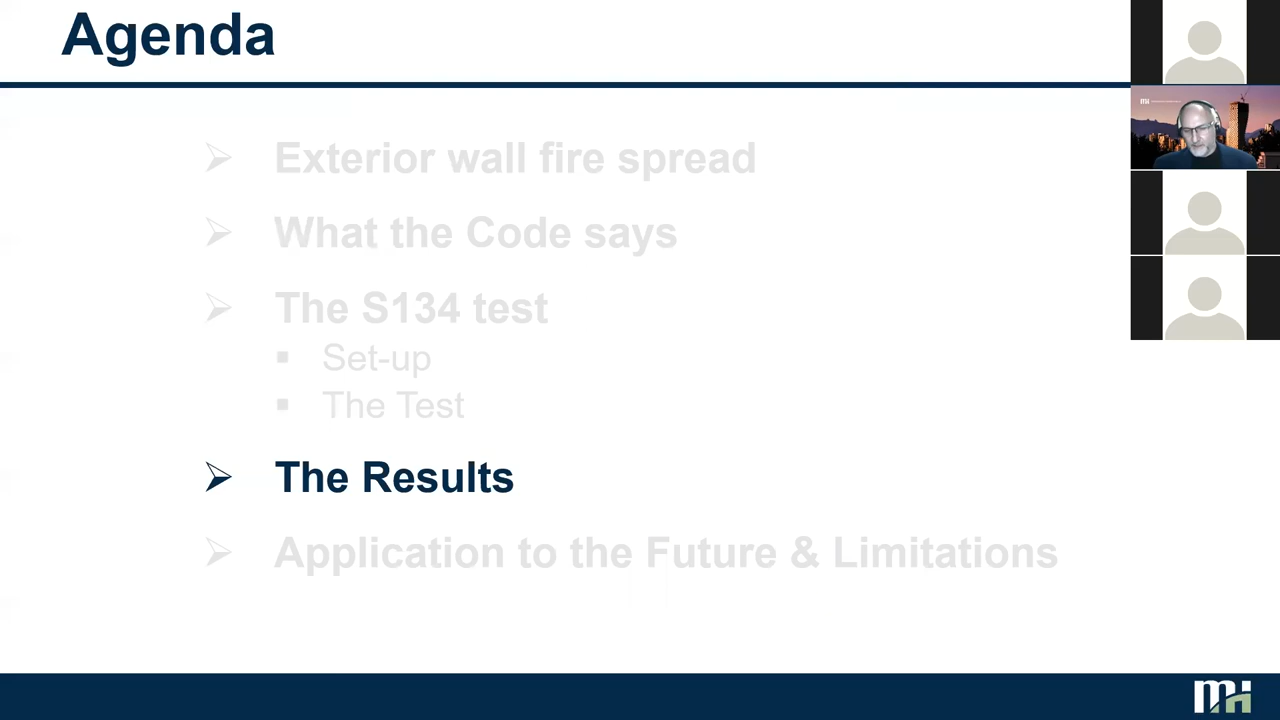 Agenda
Exterior wall fire spread
What the Code says
The S134 test
Set-up
The Test
The Results
Application to the Future & Limitations